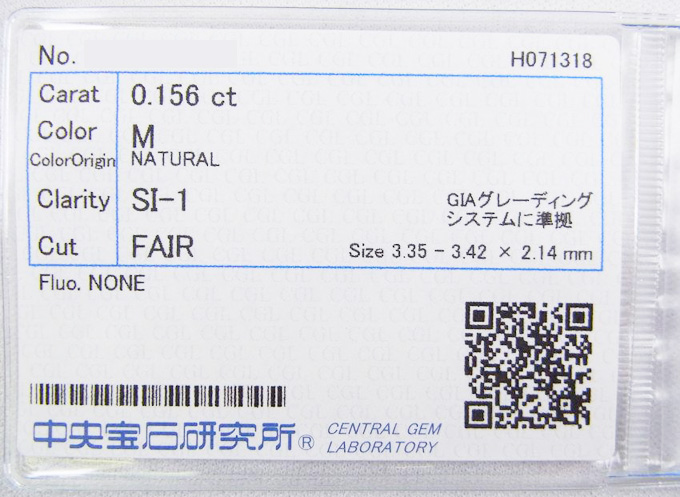 No. H071318
Carat 0.156 ct
Color M
ColorOrigin NATURAL
Clarity SI-1
GIAグレーディング
システムに準拠
Cut FAIR Size 3.35 - 3.42 × 2.14 mm
Fluo. NONE
中央宝石研究所® CENTRAL GEM
LABORATORY